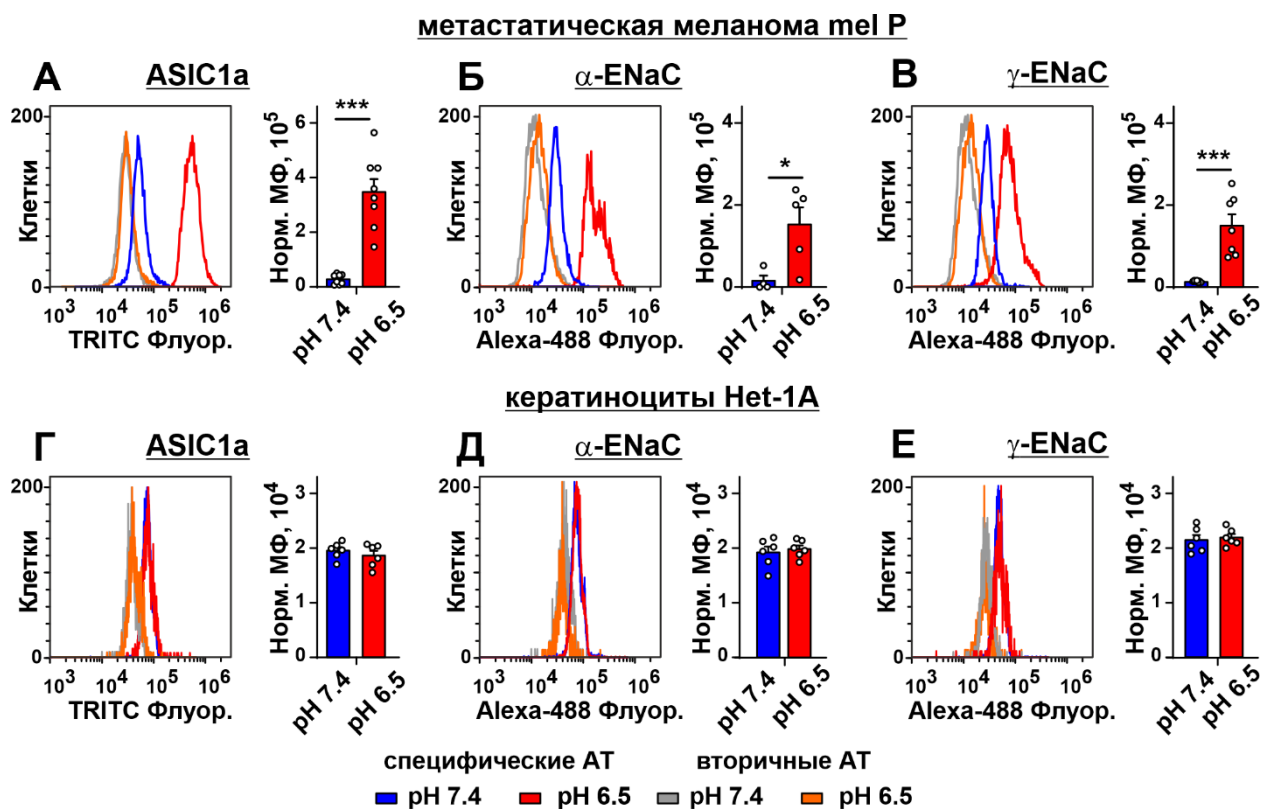 метастатическая меланома mel P
А
ASIC1a
Б
α-ENaC
В
γ-ENaC
200
Клетки
0
10³ 10⁴ 10⁵ 10⁶
TRITC Флуор.
***
6
4
2
0
Норм. МФ, 10⁵
pH 7.4
pH 6.5
200
Клетки
0
10³ 10⁴ 10⁵ 10⁶
Alexa-488 Флуор.
*
4
2
0
Норм. МФ, 10⁵
pH 7.4
pH 6.5
200
Клетки
0
10³ 10⁴ 10⁵ 10⁶
Alexa-488 Флуор.
***
4
2
0
Норм. МФ, 10⁵
pH 7.4
pH 6.5
кератиноциты Het-1A
Г
ASIC1a
Д
α-ENaC
Е
γ-ENaC
200
Клетки
0
10³ 10⁴ 10⁵ 10⁶
TRITC Флуор.
3
2
1
0
Норм. МФ, 10⁴
pH 7.4
pH 6.5
200
Клетки
0
10³ 10⁴ 10⁵ 10⁶
Alexa-488 Флуор.
3
2
1
0
Норм. МФ, 10⁴
pH 7.4
pH 6.5
200
Клетки
0
10³ 10⁴ 10⁵ 10⁶
Alexa-488 Флуор.
3
2
1
0
Норм. МФ, 10⁴
pH 7.4
pH 6.5
специфические АТ вторичные АТ
pH 7.4 pH 6.5 pH 7.4 pH 6.5